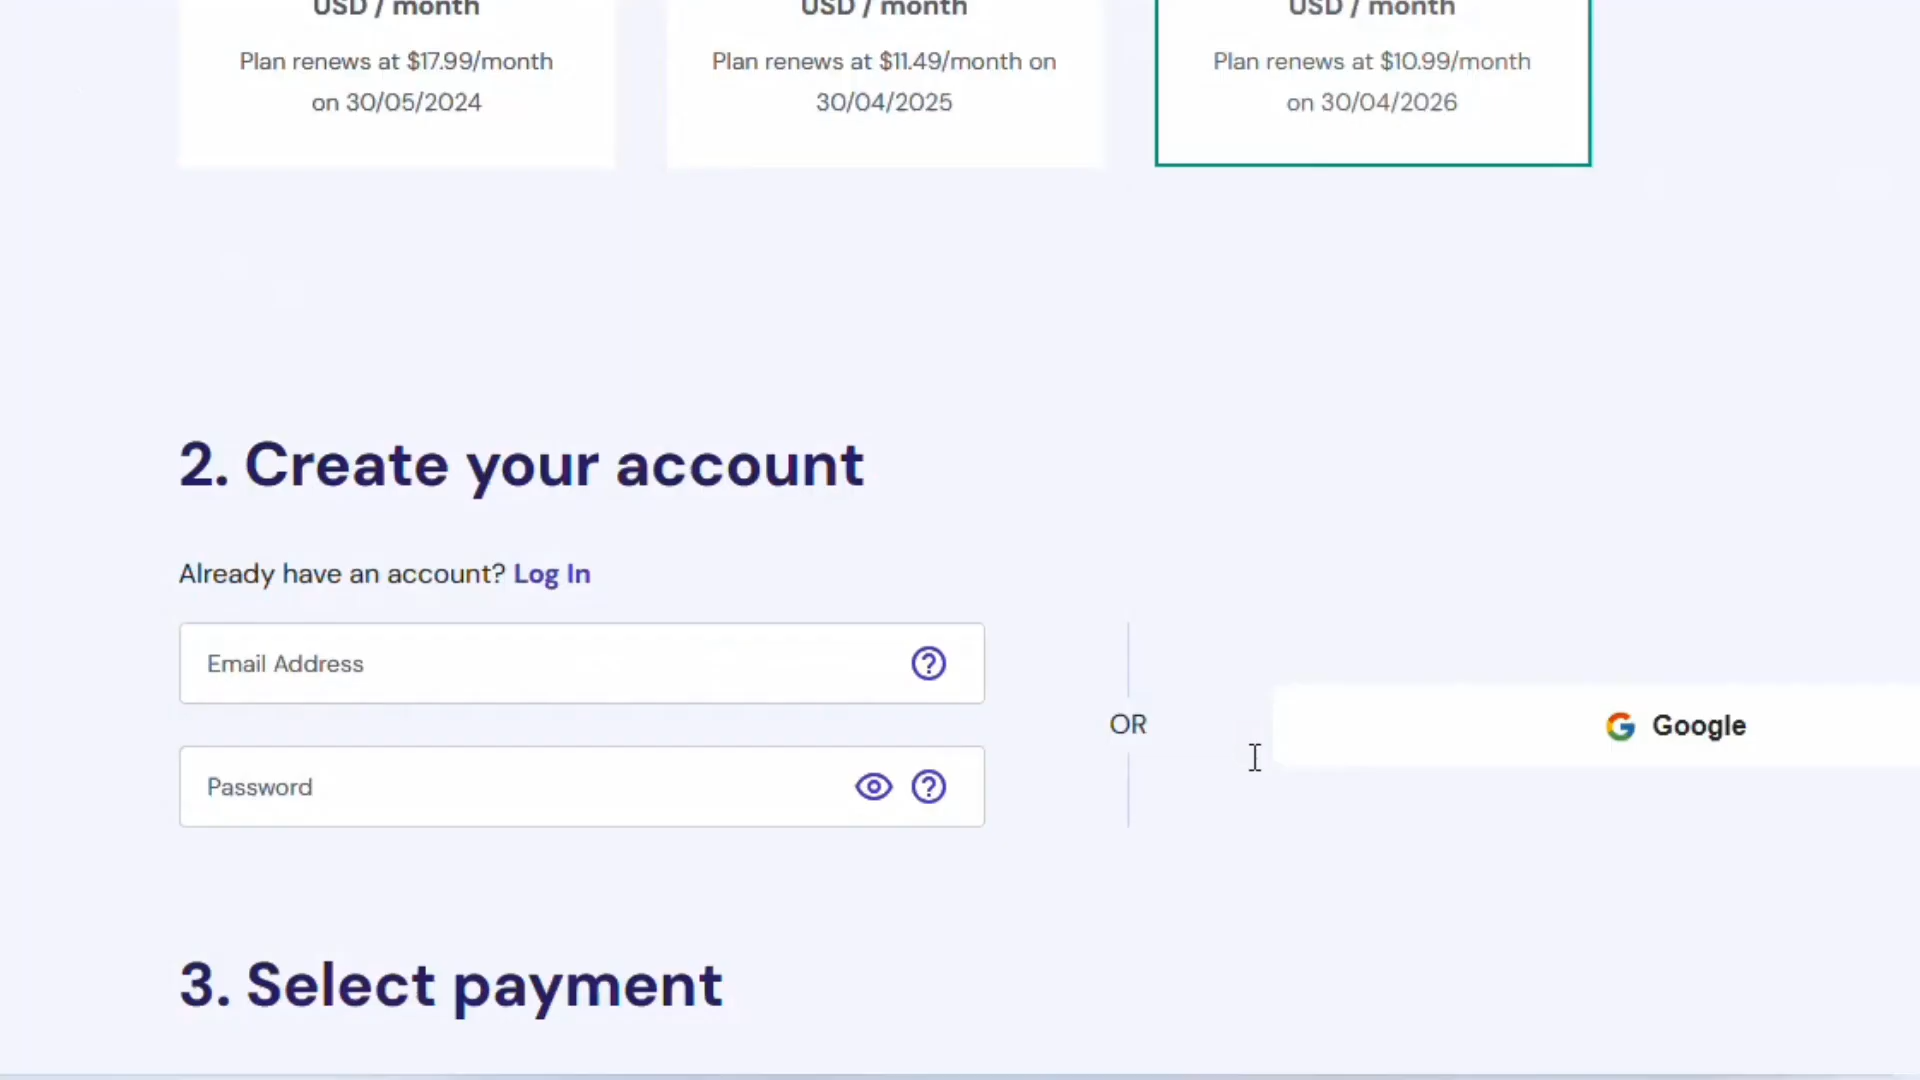 USD / month
Plan renews at $17.99/month
on 30/05/2024
USD / month
Plan renews at $11.49/month on
30/04/2025
USD / month
Plan renews at $10.99/month
on 30/04/2026
2. Create your account
Already have an account? Log In
Email Address
Password
OR
Google
3. Select payment